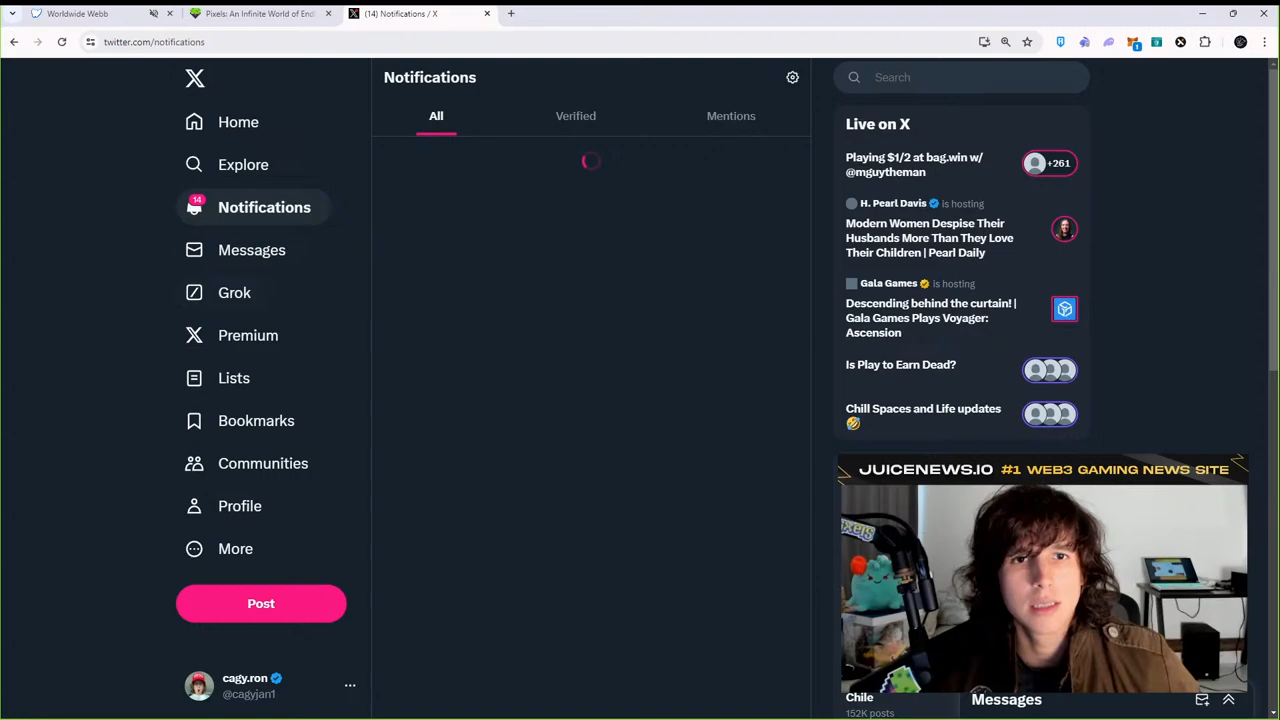 Worldwide Webb
Pixels: An Infinite World of End
(14) Notifications / X
twitter.com/notifications
1
Home
Explore
14
Notifications
Messages
Grok
Premium
Lists
Bookmarks
Communities
Profile
More
Post
cagy.ron
@cagyjan1
Notifications
All
Verified
Mentions
Search
Live on X
Playing $1/2 at bag.win w/
@mguytheman
+261
H. Pearl Davis is hosting
Modern Women Despise Their
Husbands More Than They Love
Their Children | Pearl Daily
Gala Games is hosting
Descending behind the curtain! |
Gala Games Plays Voyager:
Ascension
Is Play to Earn Dead?
Chill Spaces and Life updates
🤣
JUICENEWS.IO #1 WEB3 GAMING NEWS SITE
Pixels
Chile
152K posts
Messages